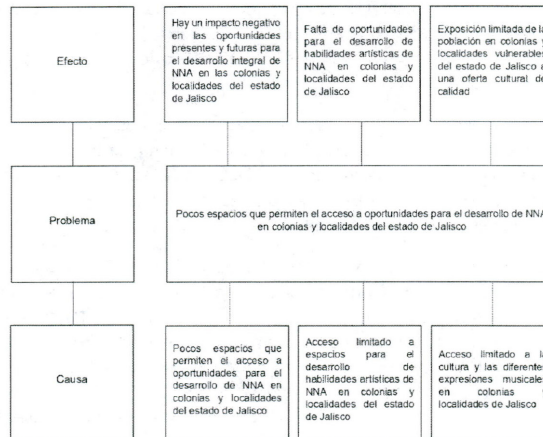 Efecto
Hay un impacto negativo
en las oportunidades
presentes y futuras para
el desarrollo integral de
NNA en las colonias y
localidades del estado
de Jalisco
Falta de oportunidades
para el desarrollo de
habilidades artísticas de
NNA en colonias y
localidades del estado
de Jalisco
Exposición limitada de la
población en colonias y
localidades vulnerables
del estado de Jalisco a
una oferta cultural de
calidad
Problema
Pocos espacios que permiten el acceso a oportunidades para el desarrollo de NNA
en colonias y localidades del estado de Jalisco
Causa
Pocos espacios que
permiten el acceso a
oportunidades para el
desarrollo de NNA en
colonias y localidades
del estado de Jalisco
Acceso limitado a
espacios para el
desarrollo de
habilidades artísticas de
NNA en colonias y
localidades del estado
de Jalisco
Acceso limitado a la
cultura y las diferentes
expresiones musicales
en colonias y
localidades de Jalisco